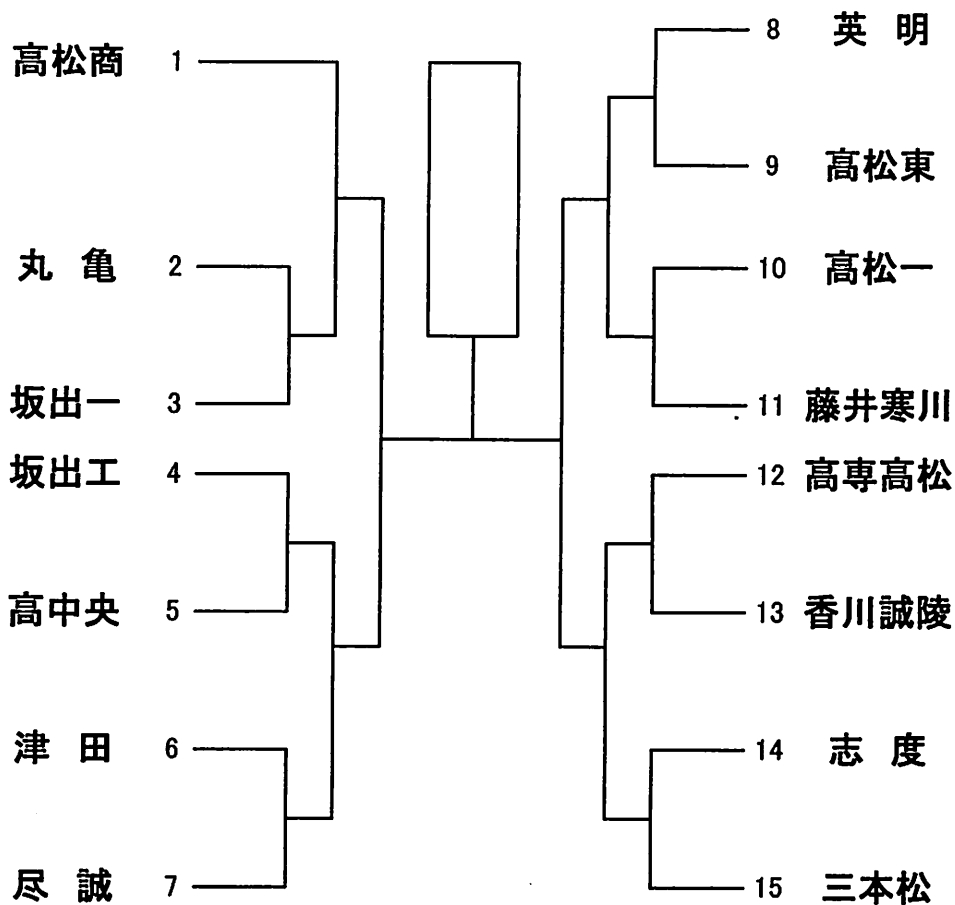 高松商 1
丸亀 2
坂出一 3
坂出工 4
高中央 5
津田 6
尽誠 7
8 英明
9 高松東
10 高松一
11 藤井寒川
12 高専高松
13 香川誠陵
14 志度
15 三本松